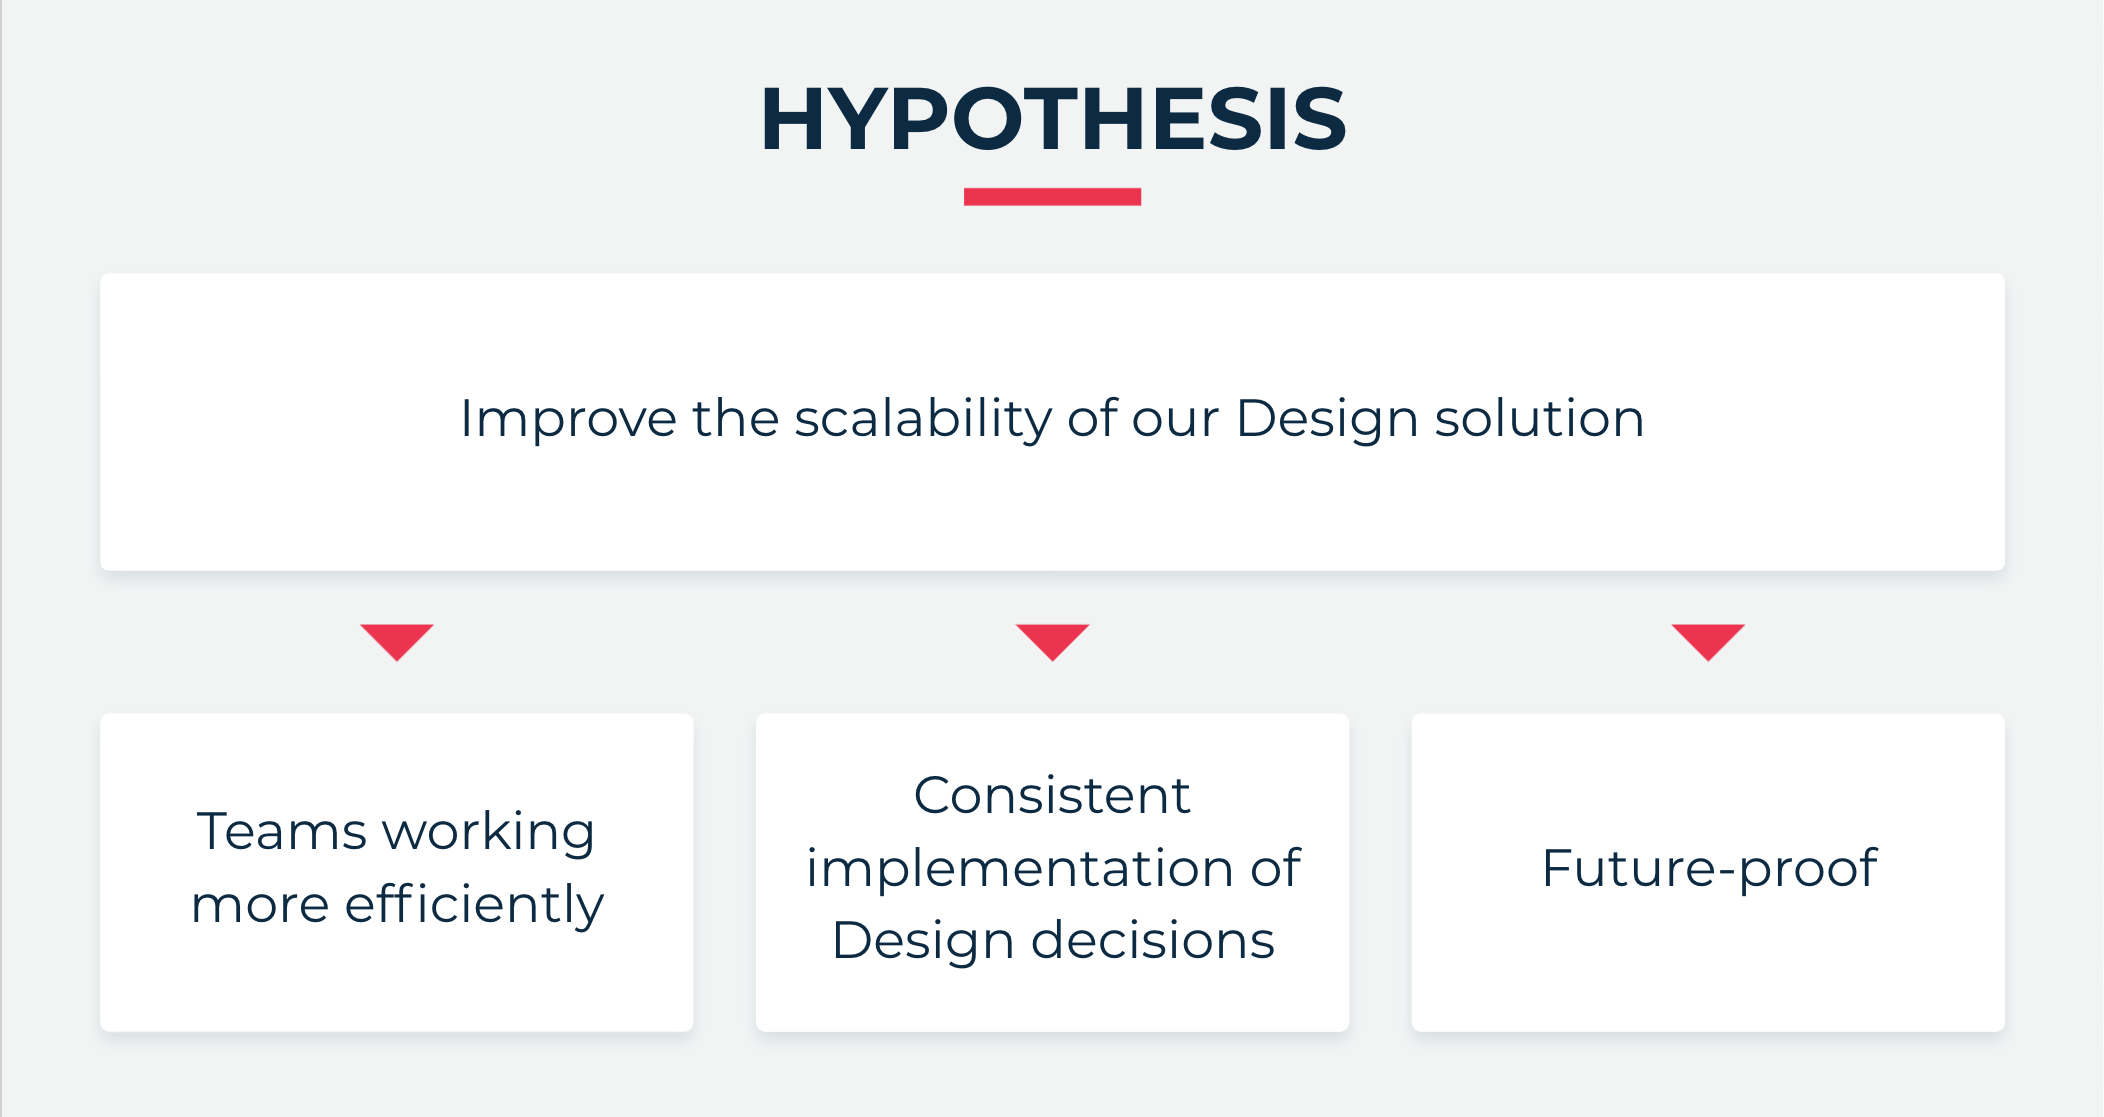 HYPOTHESIS
Improve the scalability of our Design solution
Teams working
more efficiently
Consistent
implementation of
Design decisions
Future-proof